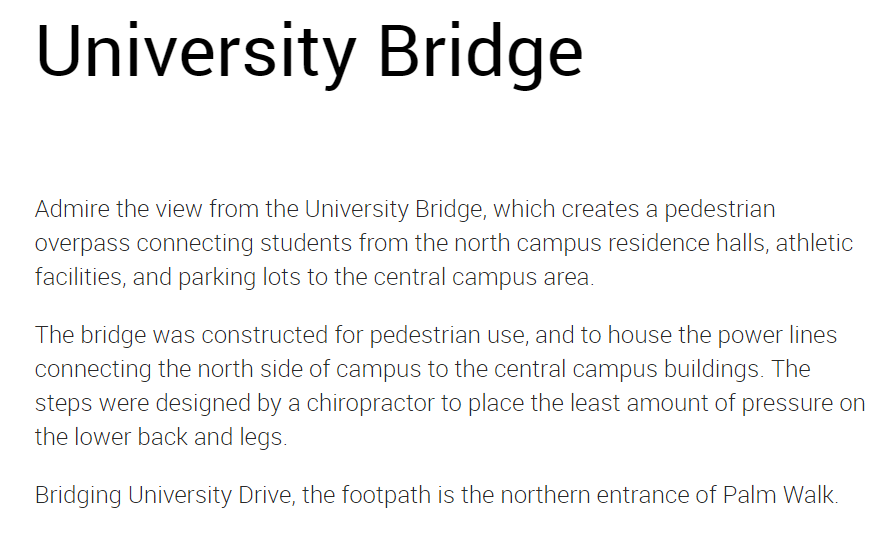 University Bridge
Admire the view from the University Bridge, which creates a pedestrian
overpass connecting students from the north campus residence halls, athletic
facilities, and parking lots to the central campus area.
The bridge was constructed for pedestrian use, and to house the power lines
connecting the north side of campus to the central campus buildings. The
steps were designed by a chiropractor to place the least amount of pressure on
the lower back and legs.
Bridging University Drive, the footpath is the northern entrance of Palm Walk.